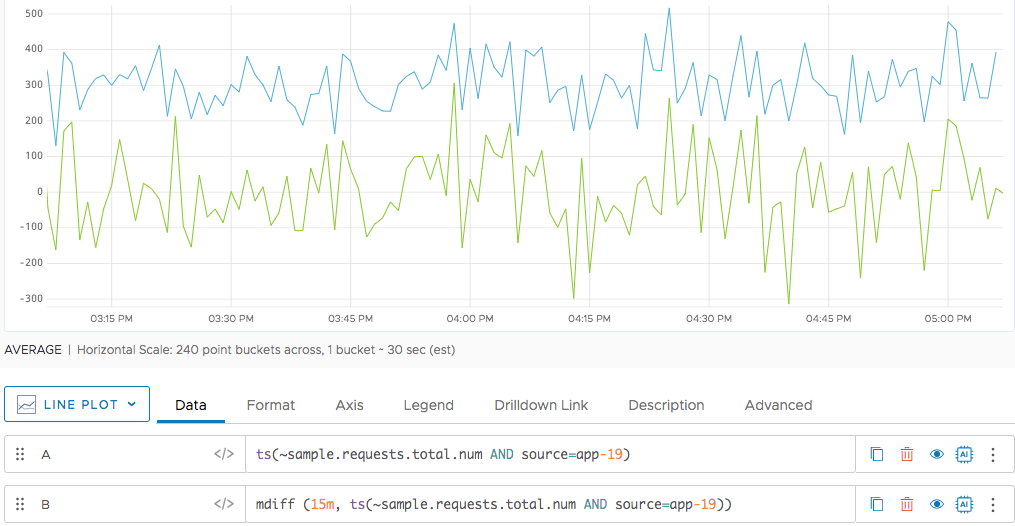 500
400
300
200
100
0
-100
-200
-300
03:15 PM 03:30 PM 03:45 PM 04:00 PM 04:15 PM 04:30 PM 04:45 PM 05:00 PM
AVERAGE | Horizontal Scale: 240 point buckets across, 1 bucket ~ 30 sec (est)
LINE PLOT Data Format Axis Legend Drilldown Link Description Advanced
A </> ts(~sample.requests.total.num AND source=app-19) AI
B </> mdiff (15m, ts(~sample.requests.total.num AND source=app-19)) AI